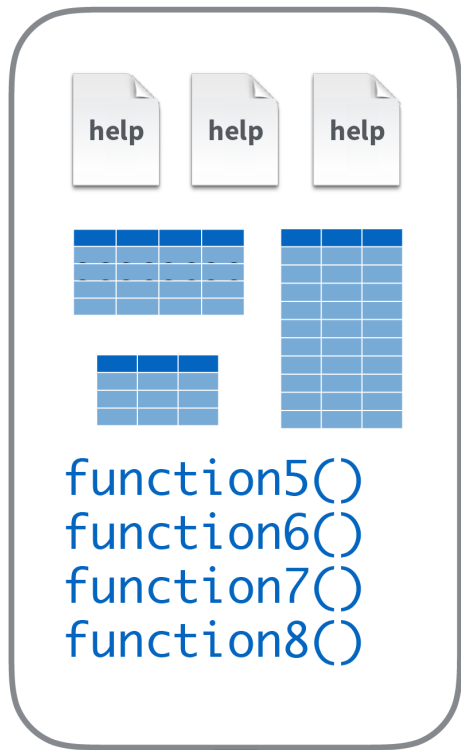 help help help
function5()
function6()
function7()
function8()